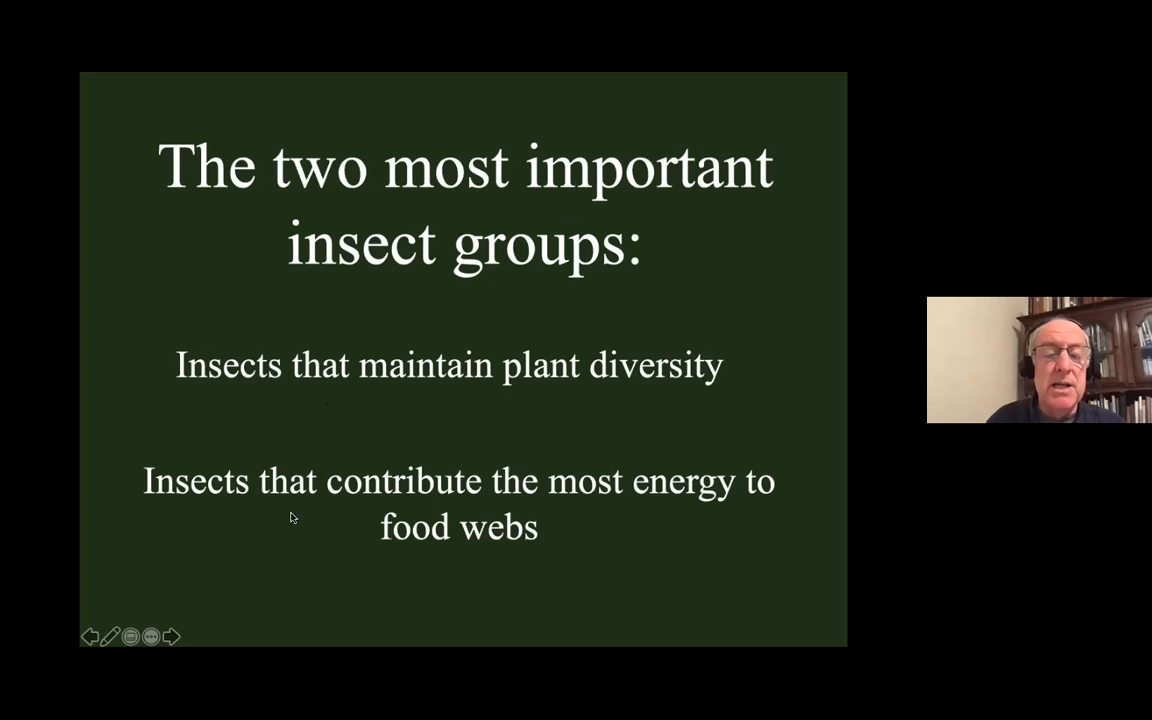 The two most important
insect groups:
Insects that maintain plant diversity
Insects that contribute the most energy to
food webs